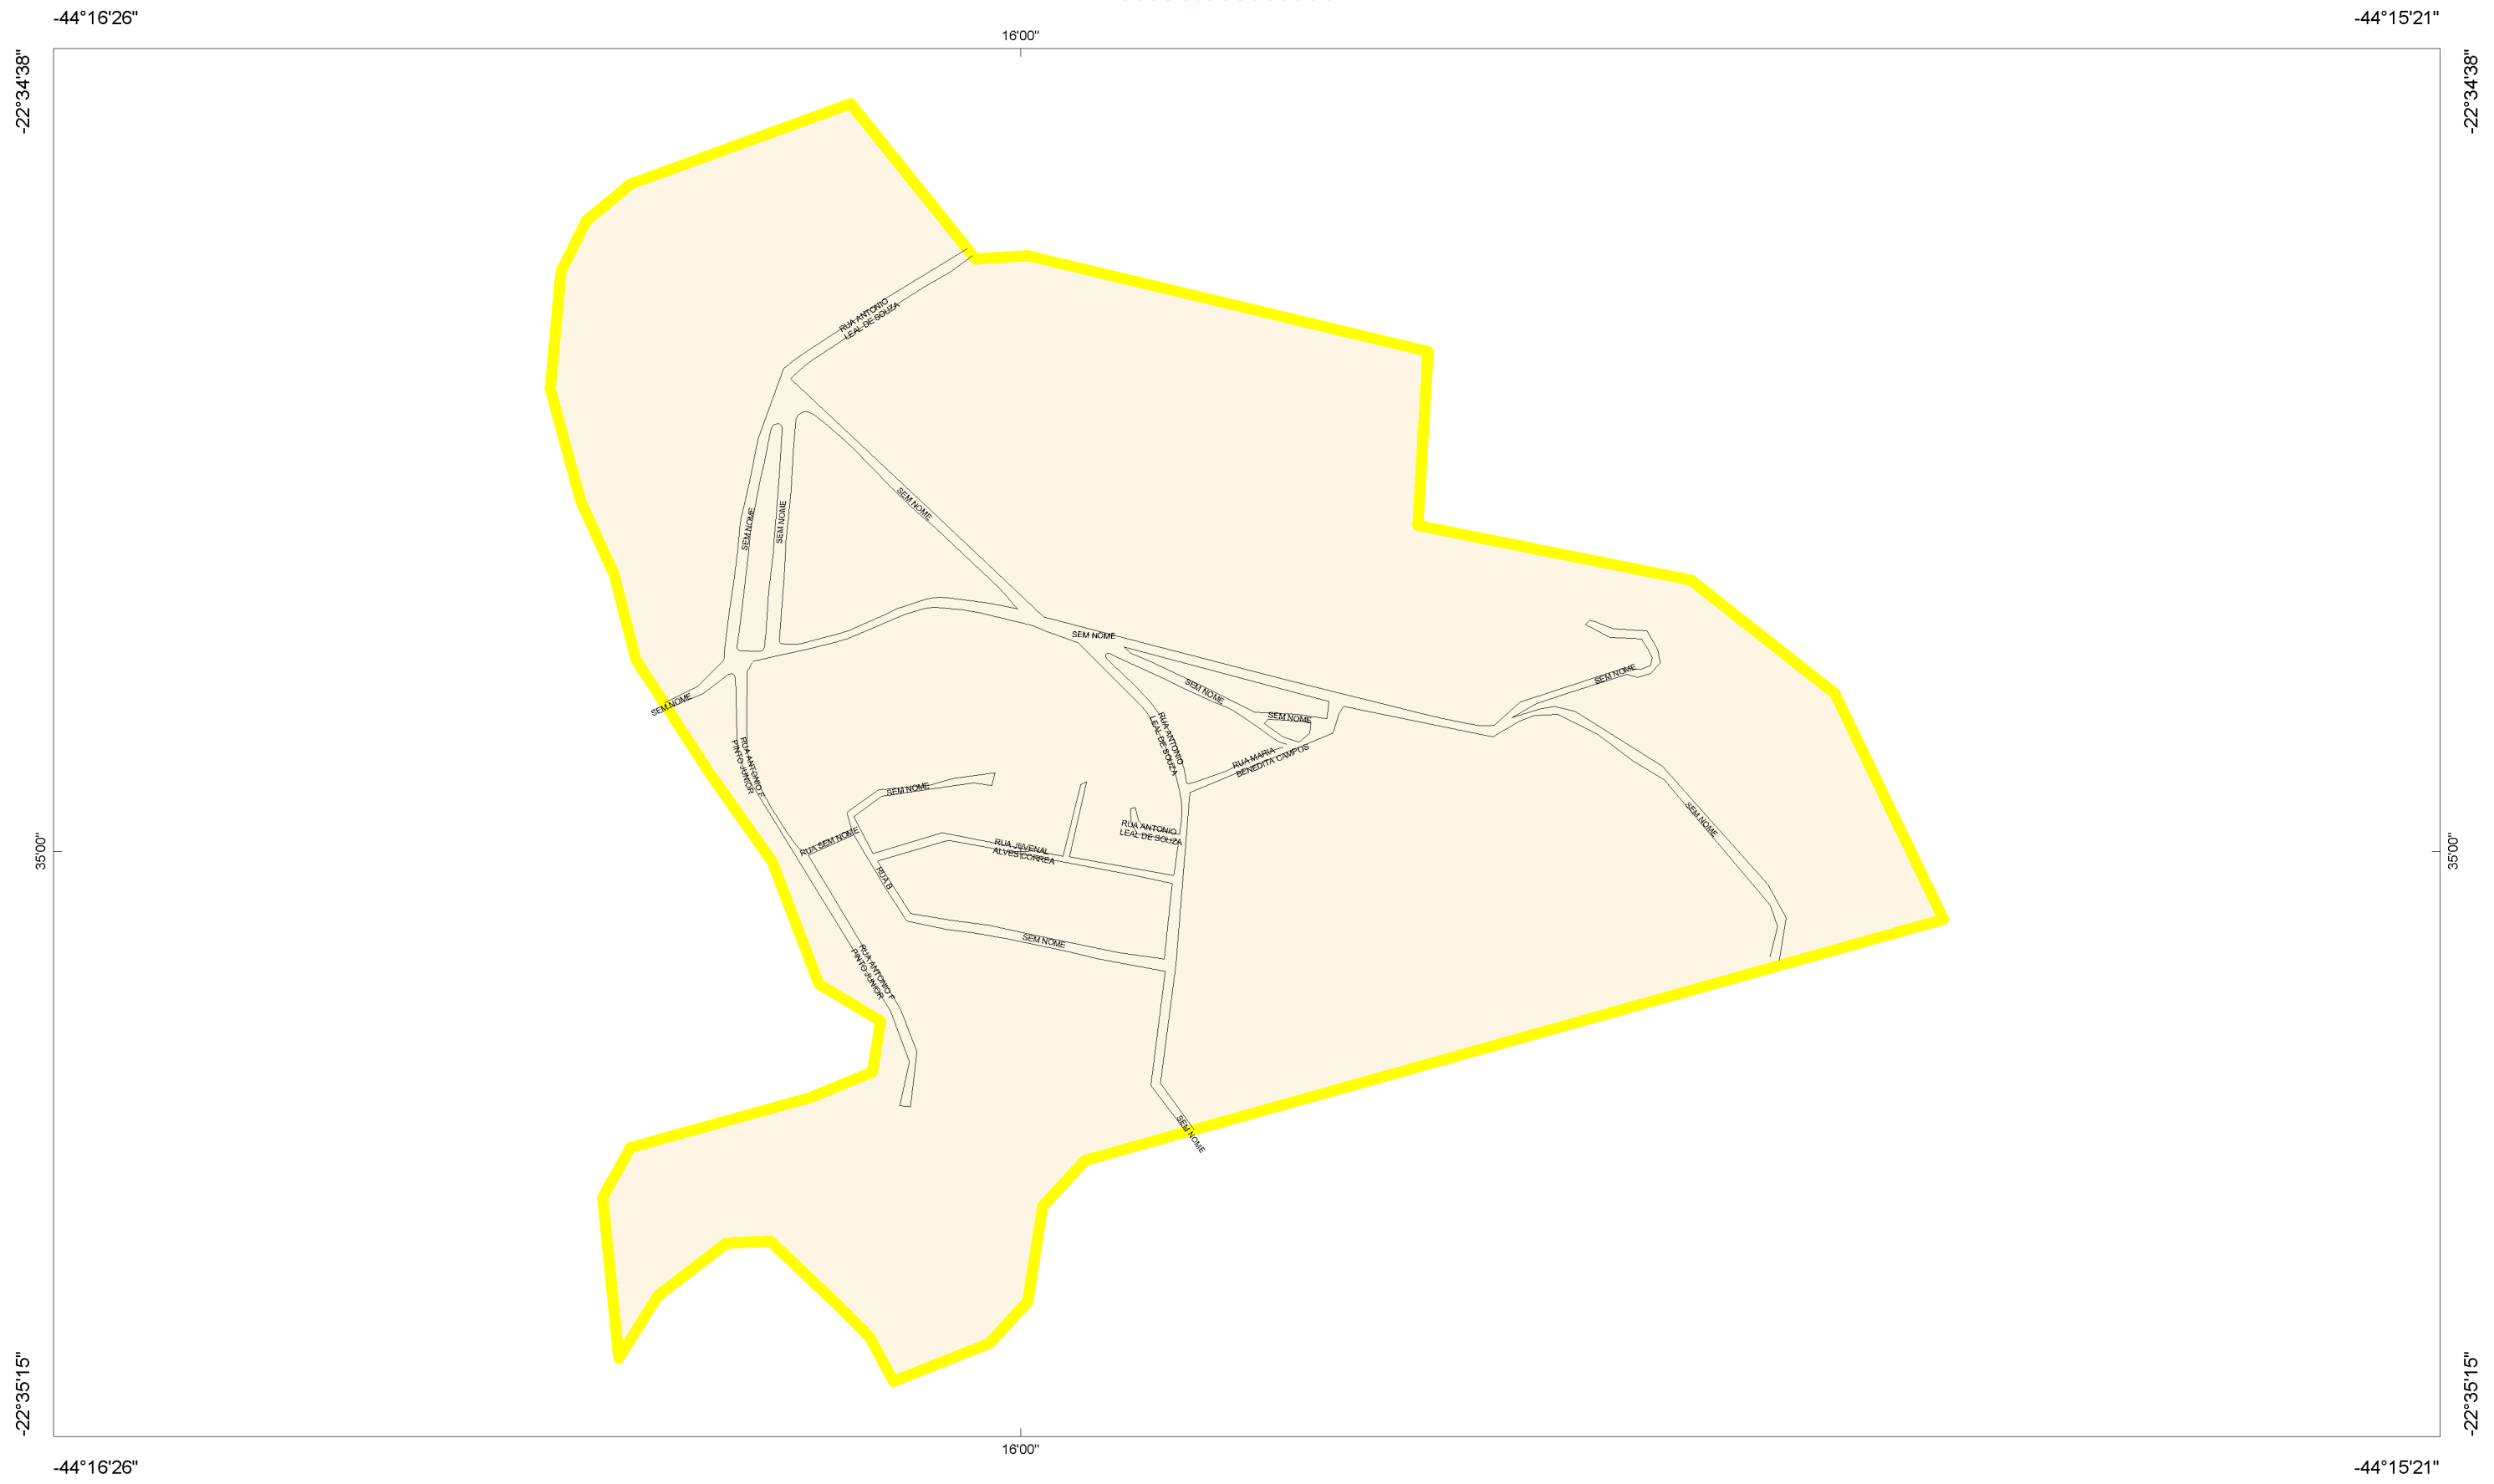 -44°16'26"
-44°15'21"
16'00"
-22°34'38"
-22°34'38"
RUA ANTONIO
LEAL DE SOUZA
SEM NOME
SEM NOME
SEM NOME
SEM NOME
SEM NOME
SEM NOME
SEM NOME
SEM NOME
RUA ANTONIO
LEAL DE SOUZA
RUA ANTONIO F
PINTO JUNIOR
RUA MARIA
BENEDITA CAMPOS
SEM NOME
SEM NOME
RUA ANTONIO
LEAL DE SOUZA
RUA SEM NOME
RUA JUVENAL
ALVES CORREA
35'00"
35'00"
RUA B
SEM NOME
RUA ANTONIO F
PINTO JUNIOR
SEM NOME
-22°35'15"
-22°35'15"
16'00"
-44°16'26"
-44°15'21"